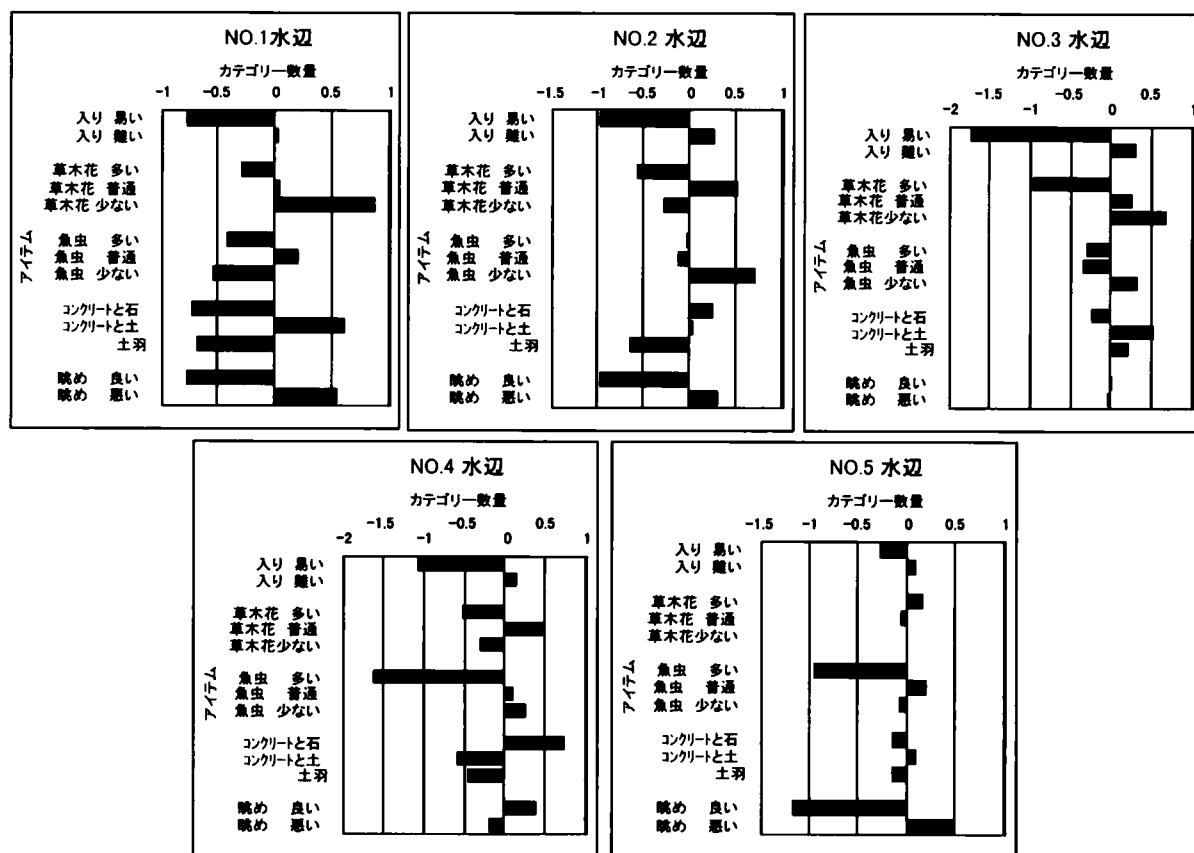 NO.1水辺
カテゴリー数量
-1 -0.5 0 0.5 1
アイテム
入り 易い
入り 難い
草木花 多い
草木花 普通
草木花少ない
魚虫 多い
魚虫 普通
魚虫 少ない
コンクリートと石
コンクリートと土
土羽
眺め 良い
眺め 悪い
NO.2 水辺
カテゴリー数量
-1.5 -1 -0.5 0 0.5 1
アイテム
入り 易い
入り 難い
草木花 多い
草木花 普通
草木花少ない
魚虫 多い
魚虫 普通
魚虫 少ない
コンクリートと石
コンクリートと土
土羽
眺め 良い
眺め 悪い
NO.3 水辺
カテゴリー数量
-2 -1.5 -1 -0.5 0 0.5 1
アイテム
入り 易い
入り 難い
草木花 多い
草木花 普通
草木花少ない
魚虫 多い
魚虫 普通
魚虫 少ない
コンクリートと石
コンクリートと土
土羽
眺め 良い
眺め 悪い
NO.4 水辺
カテゴリー数量
-2 -1.5 -1 -0.5 0 0.5 1
アイテム
入り 易い
入り 難い
草木花 多い
草木花 普通
草木花少ない
魚虫 多い
魚虫 普通
魚虫 少ない
コンクリートと石
コンクリートと土
土羽
眺め 良い
眺め 悪い
NO.5 水辺
カテゴリー数量
-1.5 -1 -0.5 0 0.5 1
アイテム
入り 易い
入り 難い
草木花 多い
草木花 普通
草木花少ない
魚虫 多い
魚虫 普通
魚虫 少ない
コンクリートと石
コンクリートと土
土羽
眺め 良い
眺め 悪い